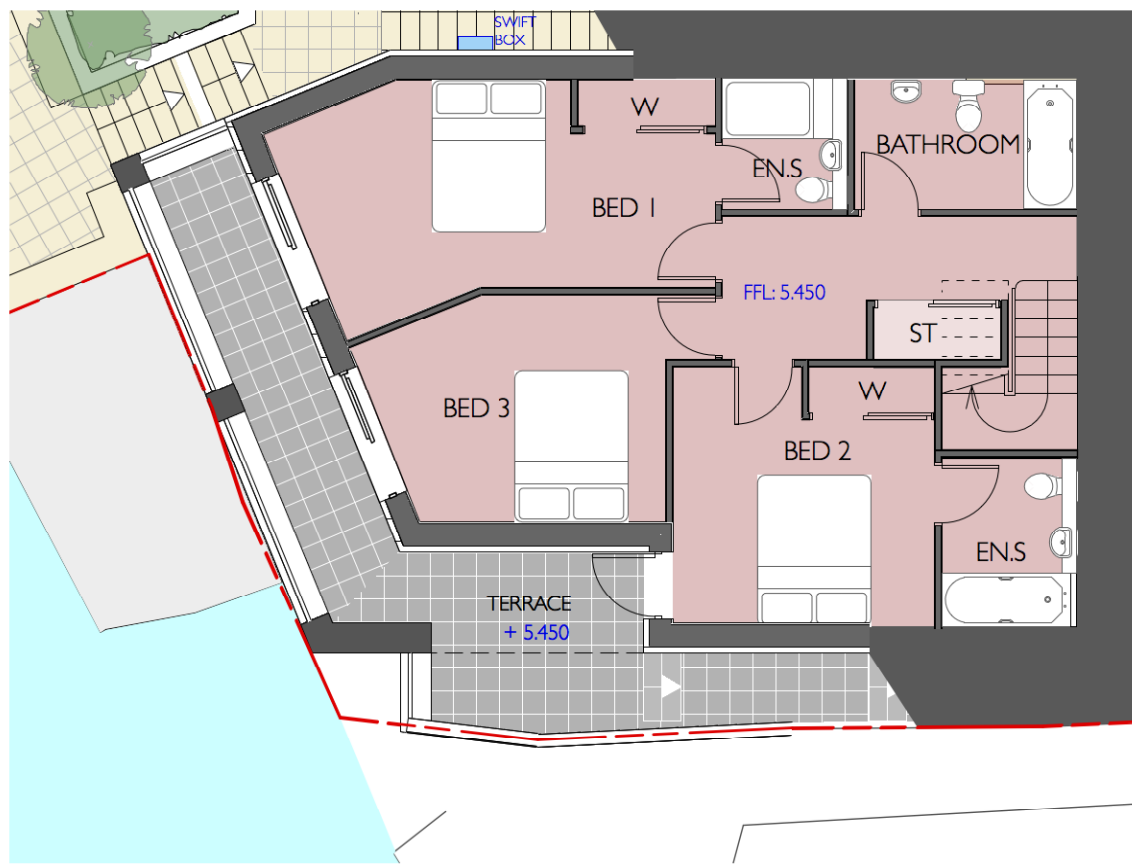 SWIFT
BOX
W
EN.S
BATHROOM
BED 1
FFL: 5.450
ST
BED 3
W
BED 2
EN.S
TERRACE
+ 5.450